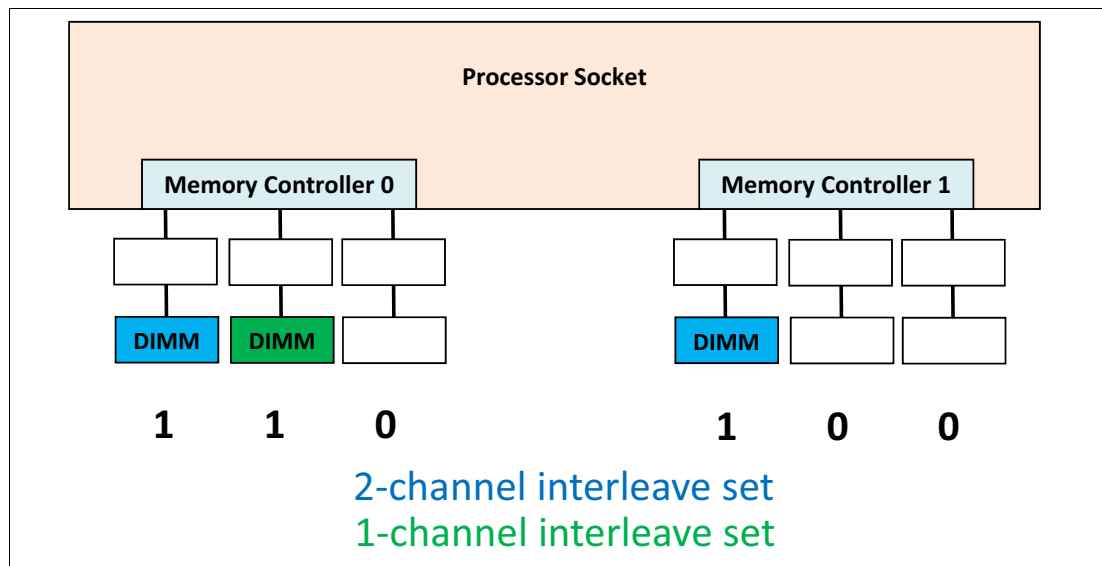 Processor Socket
Memory Controller 0
Memory Controller 1
DIMM DIMM DIMM
1 1 0 1 0 0
2-channel interleave set
1-channel interleave set